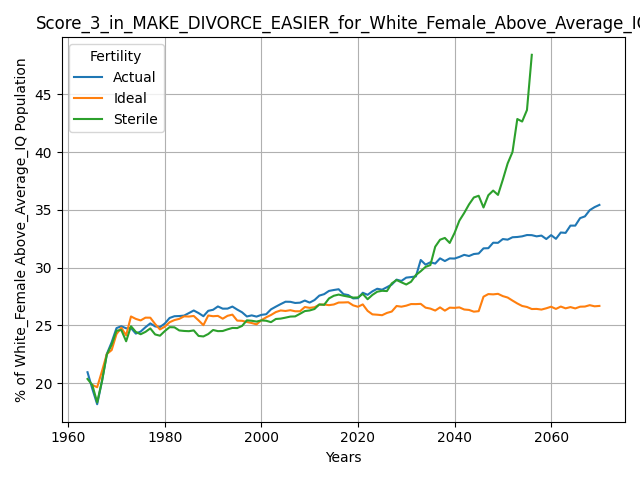 Score_3_in_MAKE_DIVORCE_EASIER_for_White_Female_Above_Average_IQ
Fertility
Actual
Ideal
Sterile
% of White_Female Above_Average_IQ Population
45
40
35
30
25
20
1960
1980
2000
2020
2040
2060
Years